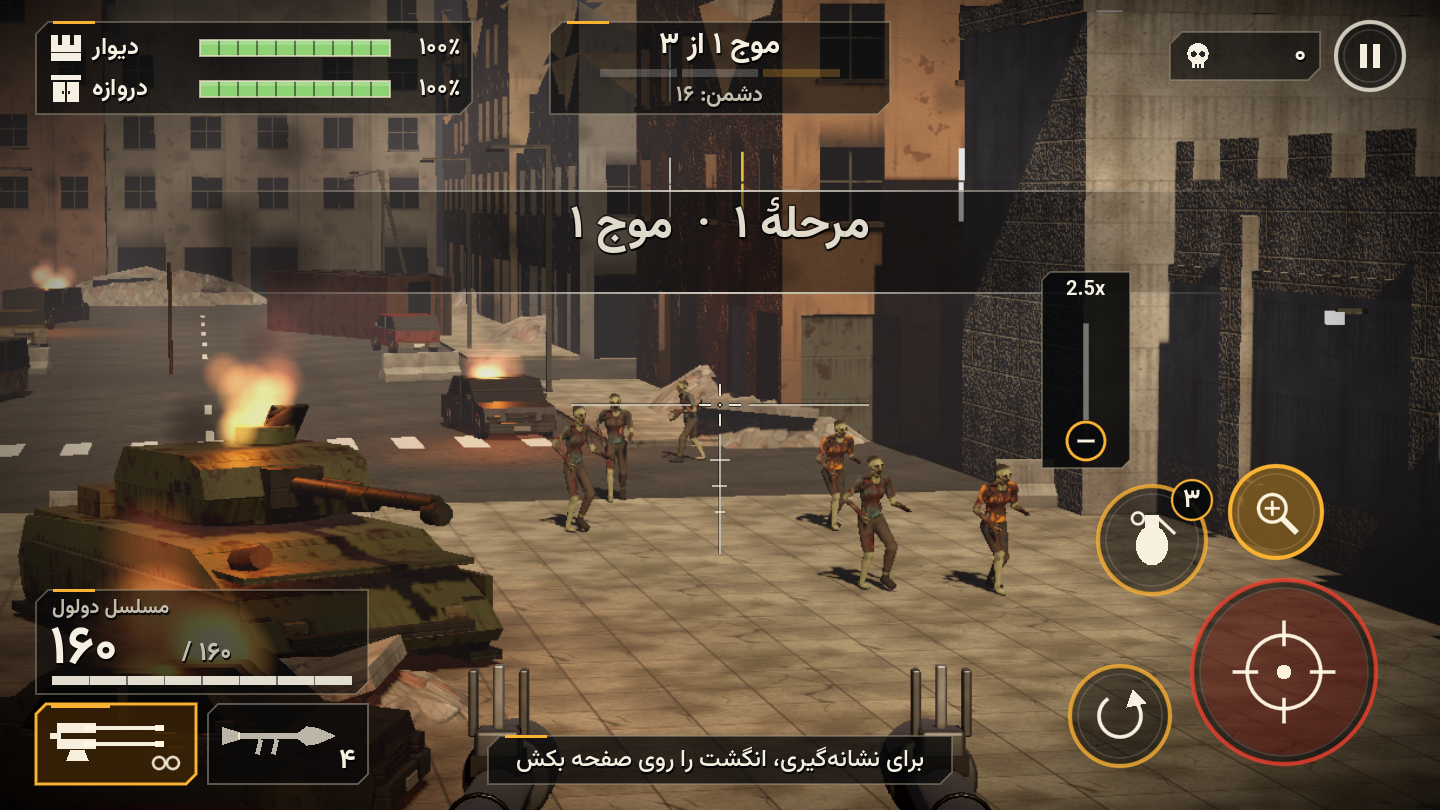 دیوار ۱۰۰٪
دروازه ۱۰۰٪
موج ۱ از ۳
دشمن: ۱۶
۰
مرحلهٔ ۱ · موج ۱
2.5x
۳
مسلسل دولول
۱۶۰ / ۱۶۰
∞
۴
برای نشانه‌گیری، انگشت را روی صفحه بکش